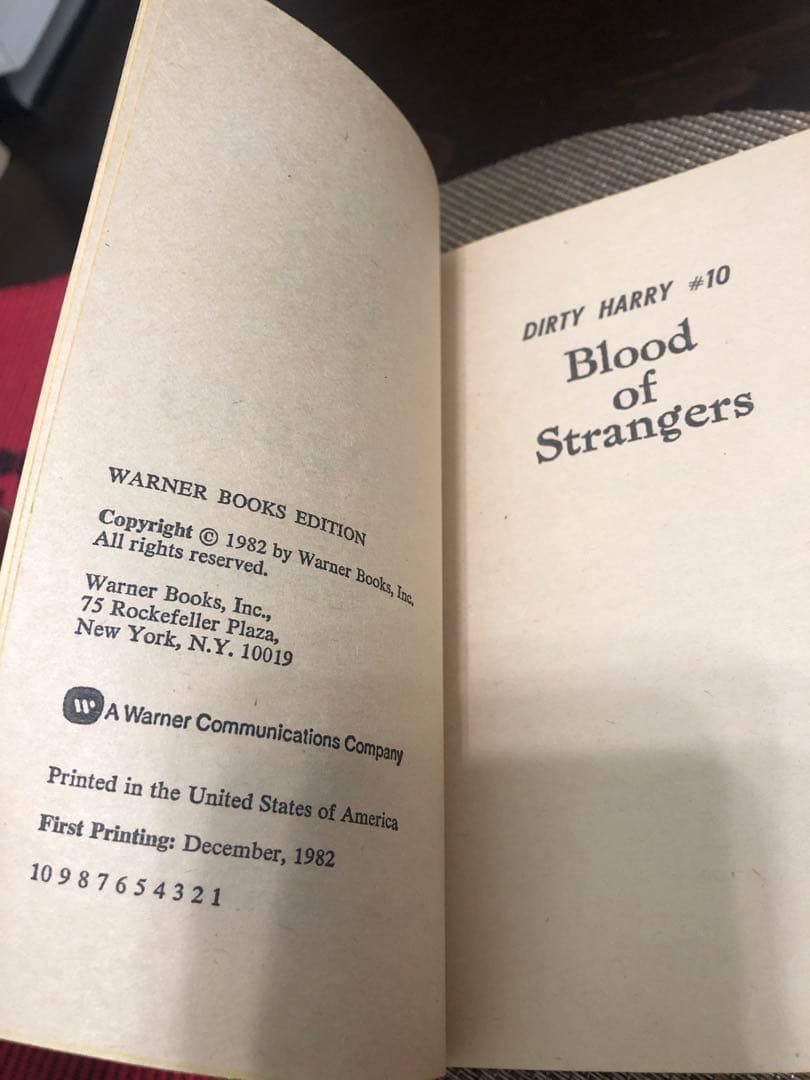 WARNER BOOKS EDITION
Copyright © 1982 by Warner Books, Inc.
All rights reserved.
Warner Books, Inc.,
75 Rockefeller Plaza,
New York, N.Y. 10019
W A Warner Communications Company
Printed in the United States of America
First Printing: December, 1982
10 9 8 7 6 5 4 3 2 1
DIRTY HARRY #10
Blood
of
Strangers